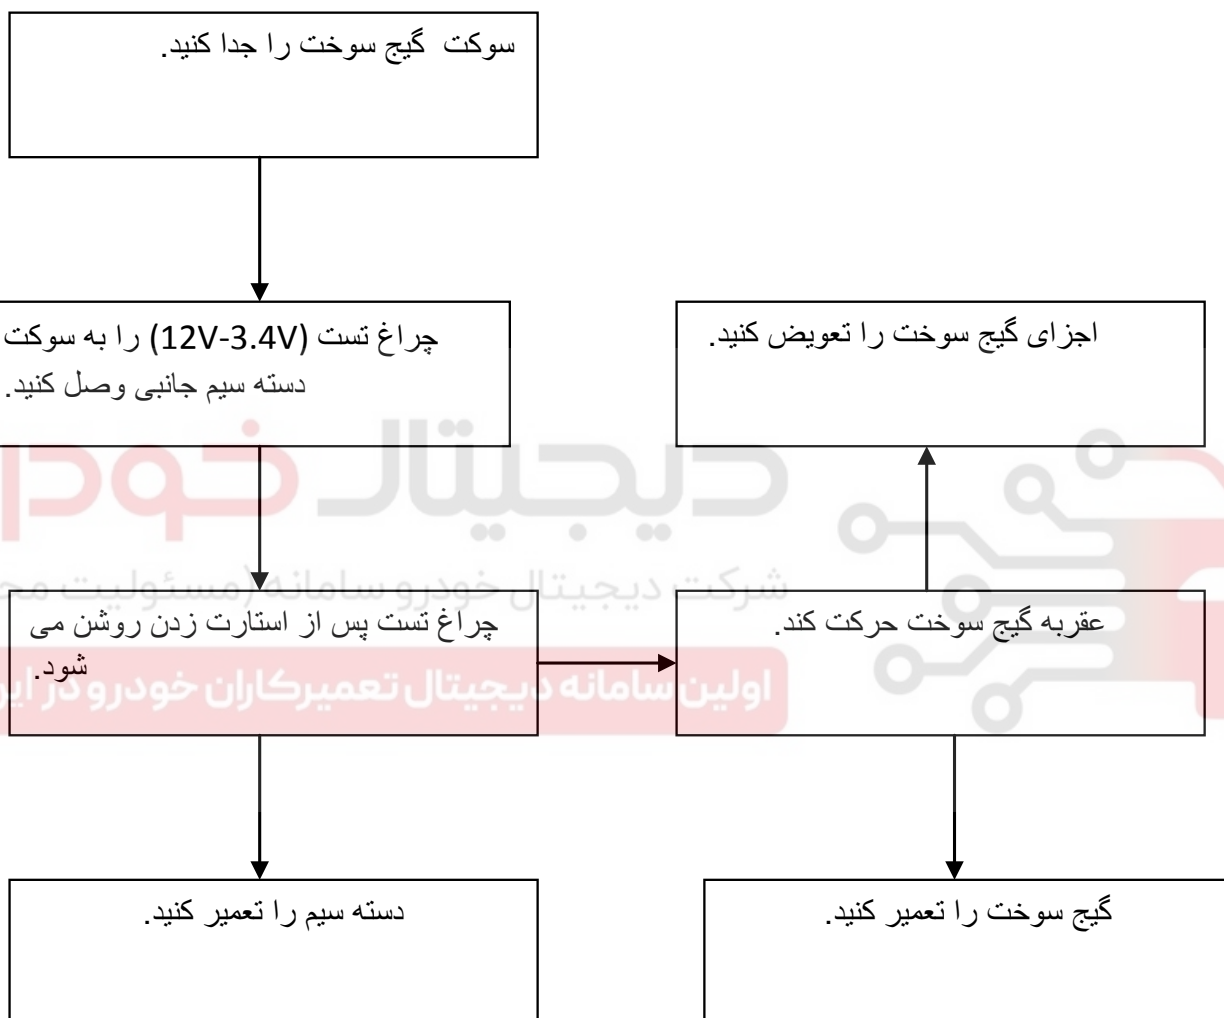 سوکت گیج سوخت را جدا کنید.
چراغ تست (12V-3.4V) را به سوکت
دسته سیم جانبی وصل کنید.
اجزای گیج سوخت را تعویض کنید.
دیجیتال خودر
شرکت دیجیتال خودرو سامانه (مسئولیت
چراغ تست پس از استارت زدن روشن می
شود.
عقربه گیج سوخت حرکت کند.
اولین سامانه دیجیتال تعمیرکاران خودرو در
دسته سیم را تعمیر کنید.
گیج سوخت را تعمیر کنید.